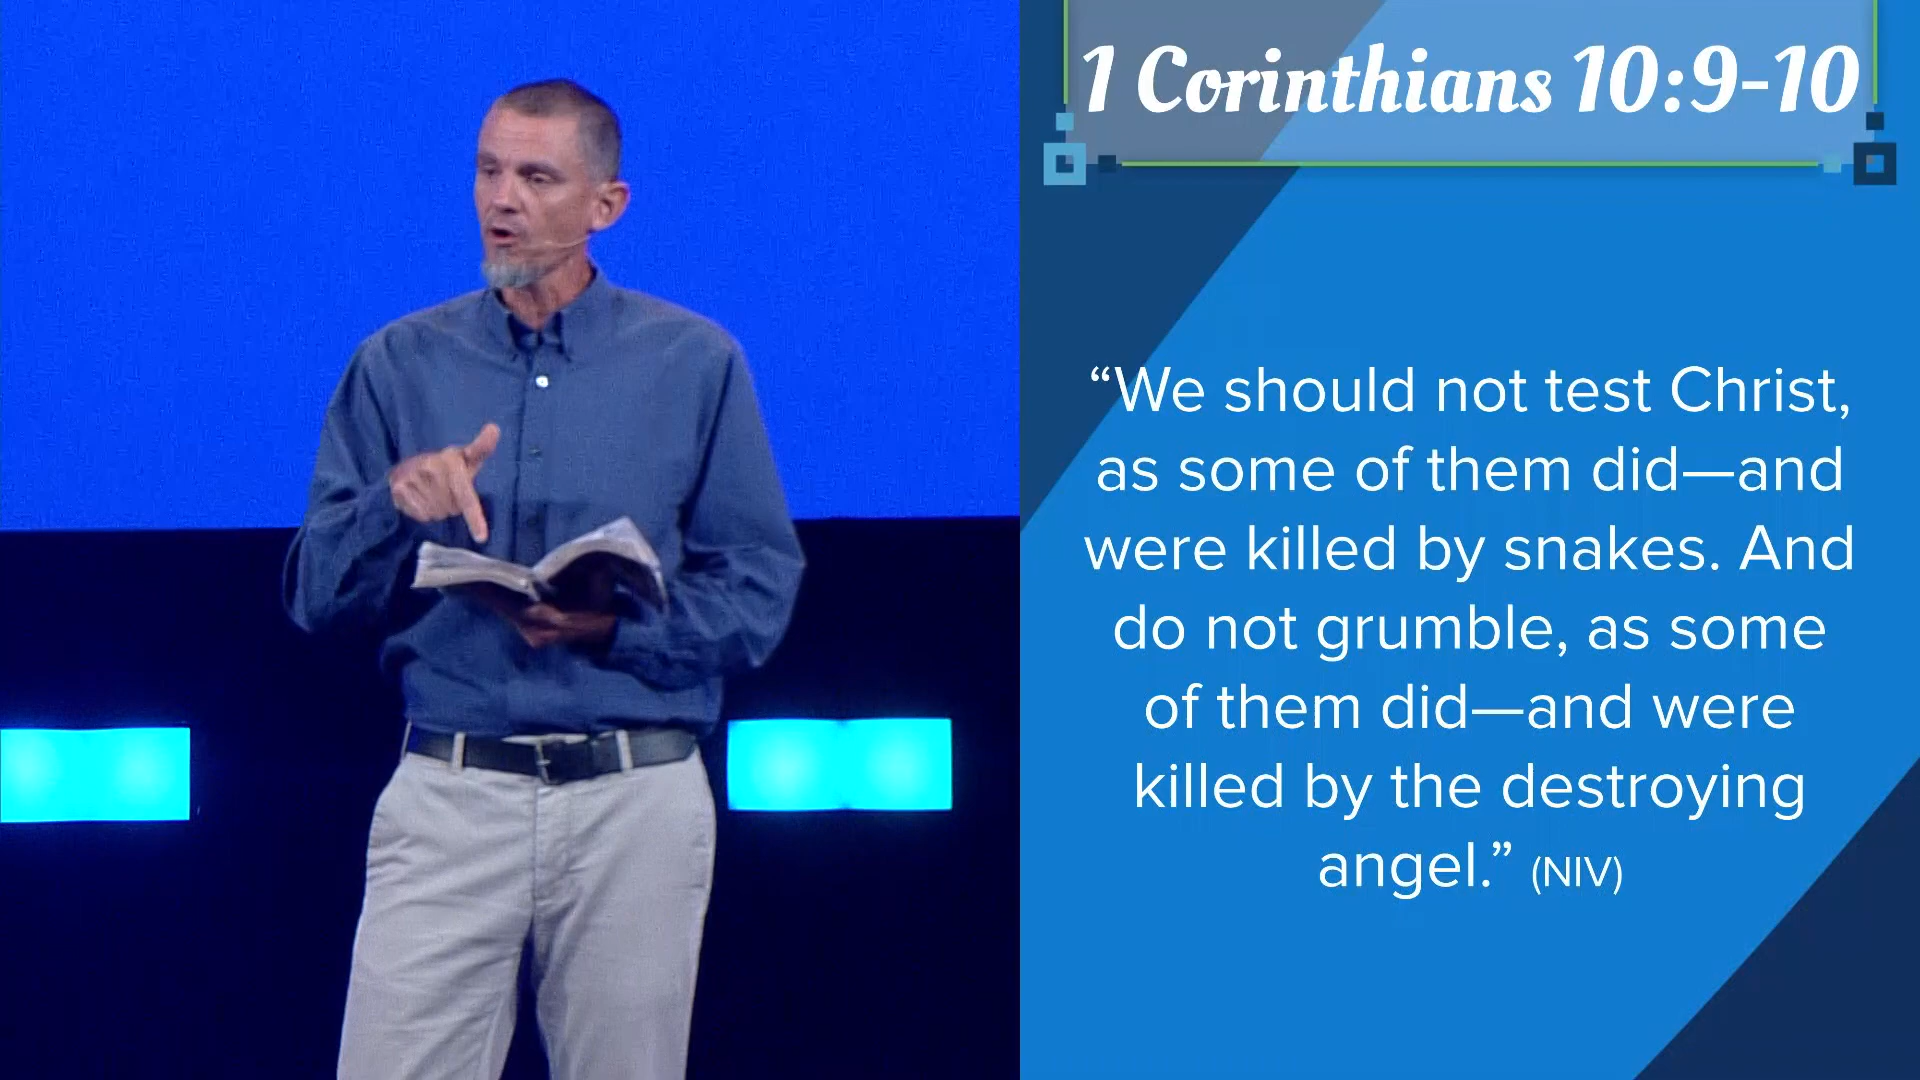 1 Corinthians 10:9-10
“We should not test Christ,
as some of them did—and
were killed by snakes. And
do not grumble, as some
of them did—and were
killed by the destroying
angel.” (NIV)